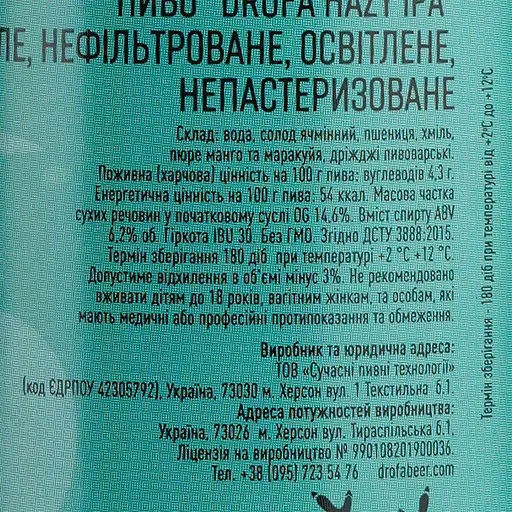 ПИВО "DROFA HAZY IPA"
НЕФІЛЬТРОВАНЕ, ОСВІТЛЕНЕ,
НЕПАСТЕРИЗОВАНЕ
Склад: вода, солод ячмінний, пшениця, хміль,
пюре манго та маракуйя, дріжджі пивоварські.
Поживна (харчова) цінність на 100 г пива: вуглеводів 4,3 г.
Енергетична цінність на 100 г пива: 54 ккал. Масова частка
сухих речовин у початковому суслі OG 14,6%. Вміст спирту ABV
6,2% об. Гіркота IBU 30. Без ГМО. Згідно ДСТУ 3888:2015.
Термін зберігання 180 діб при температурі +2 °C +12 °C.
Допустиме відхилення в об'ємі мінус 3%. Не рекомендовано
вживати дітям до 18 років, вагітним жінкам, та особам, які
мають медичні або професійні протипоказання та обмеження.
Виробник та юридична адреса:
ТОВ «Сучасні пивні технології»
(код ЄДРПОУ 42305792), Україна, 73030 м. Херсон вул. 1 Текстильна б.1.
Адреса потужностей виробництва:
Україна, 73026 м. Херсон вул. Тираспільська б.1,
Ліцензія на виробництво № 990108201900036.
Тел. +38 (095) 723 54 76 drofabeer.com
Термін зберігання - 180 діб при температурі від +2°C до +12°C